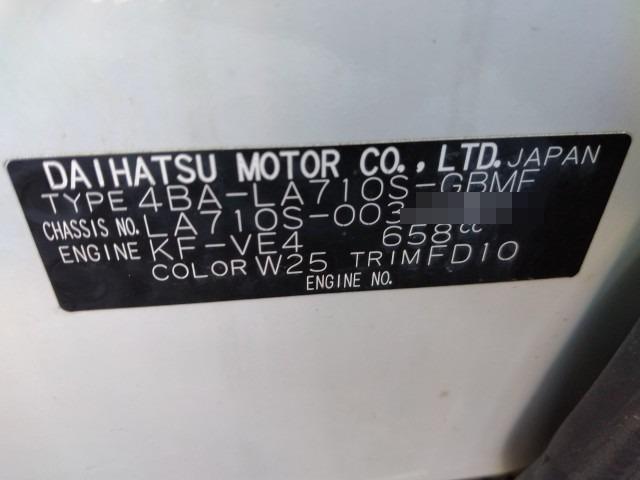 DAIHATSU MOTOR CO., LTD. JAPAN
TYPE 4BA-LA710S-GBMF
CHASSIS NO. LA710S-003
ENGINE KF-VE4 658cc
COLOR W25 TRIM FD10
ENGINE NO.